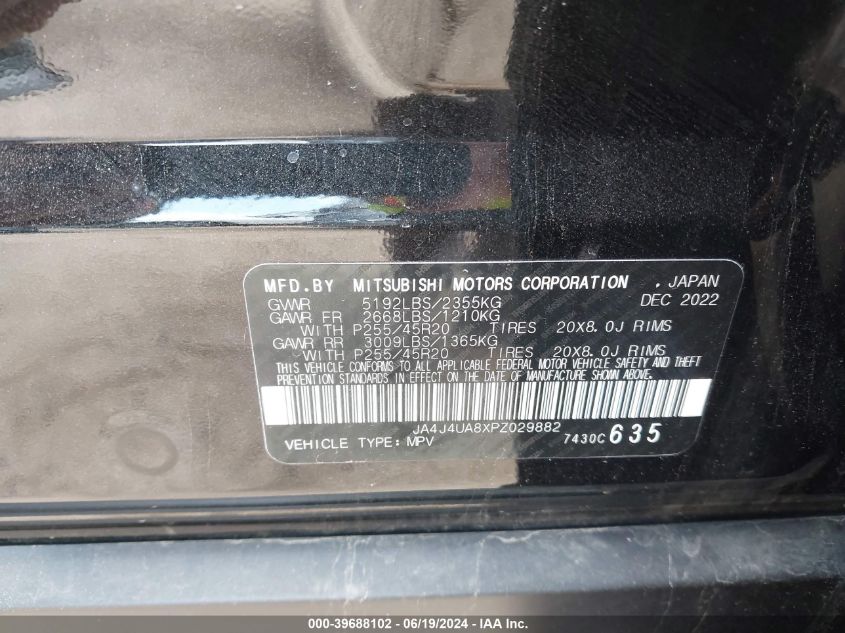 MFD.BY MITSUBISHI MOTORS CORPORATION , JAPAN
GVWR 5192LBS/2355KG DEC 2022
GAWR FR 2668LBS/1210KG
WITH P255/45R20 TIRES 20X8.0J RIMS
GAWR RR 3009LBS/1365KG
WITH P255/45R20 TIRES 20X8.0J RIMS
THIS VEHICLE CONFORMS TO ALL APPLICABLE FEDERAL MOTOR VEHICLE SAFETY AND THEFT
PREVENTION STANDARDS IN EFFECT ON THE DATE OF MANUFACTURE SHOWN ABOVE.
JA4J4UA8XPZ029882
VEHICLE TYPE: MPV 7430C 635
000-39688102 - 06/19/2024 - - - -